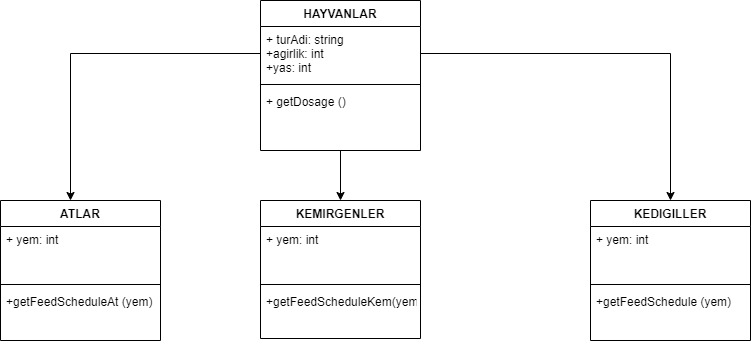 HAYVANLAR
+ turAdi: string
+agirlik: int
+yas: int
+ getDosage ()
ATLAR
+ yem: int
+getFeedScheduleAt (yem)
KEMIRGENLER
+ yem: int
+getFeedScheduleKem(yem
KEDIGILLER
+ yem: int
+getFeedSchedule (yem)